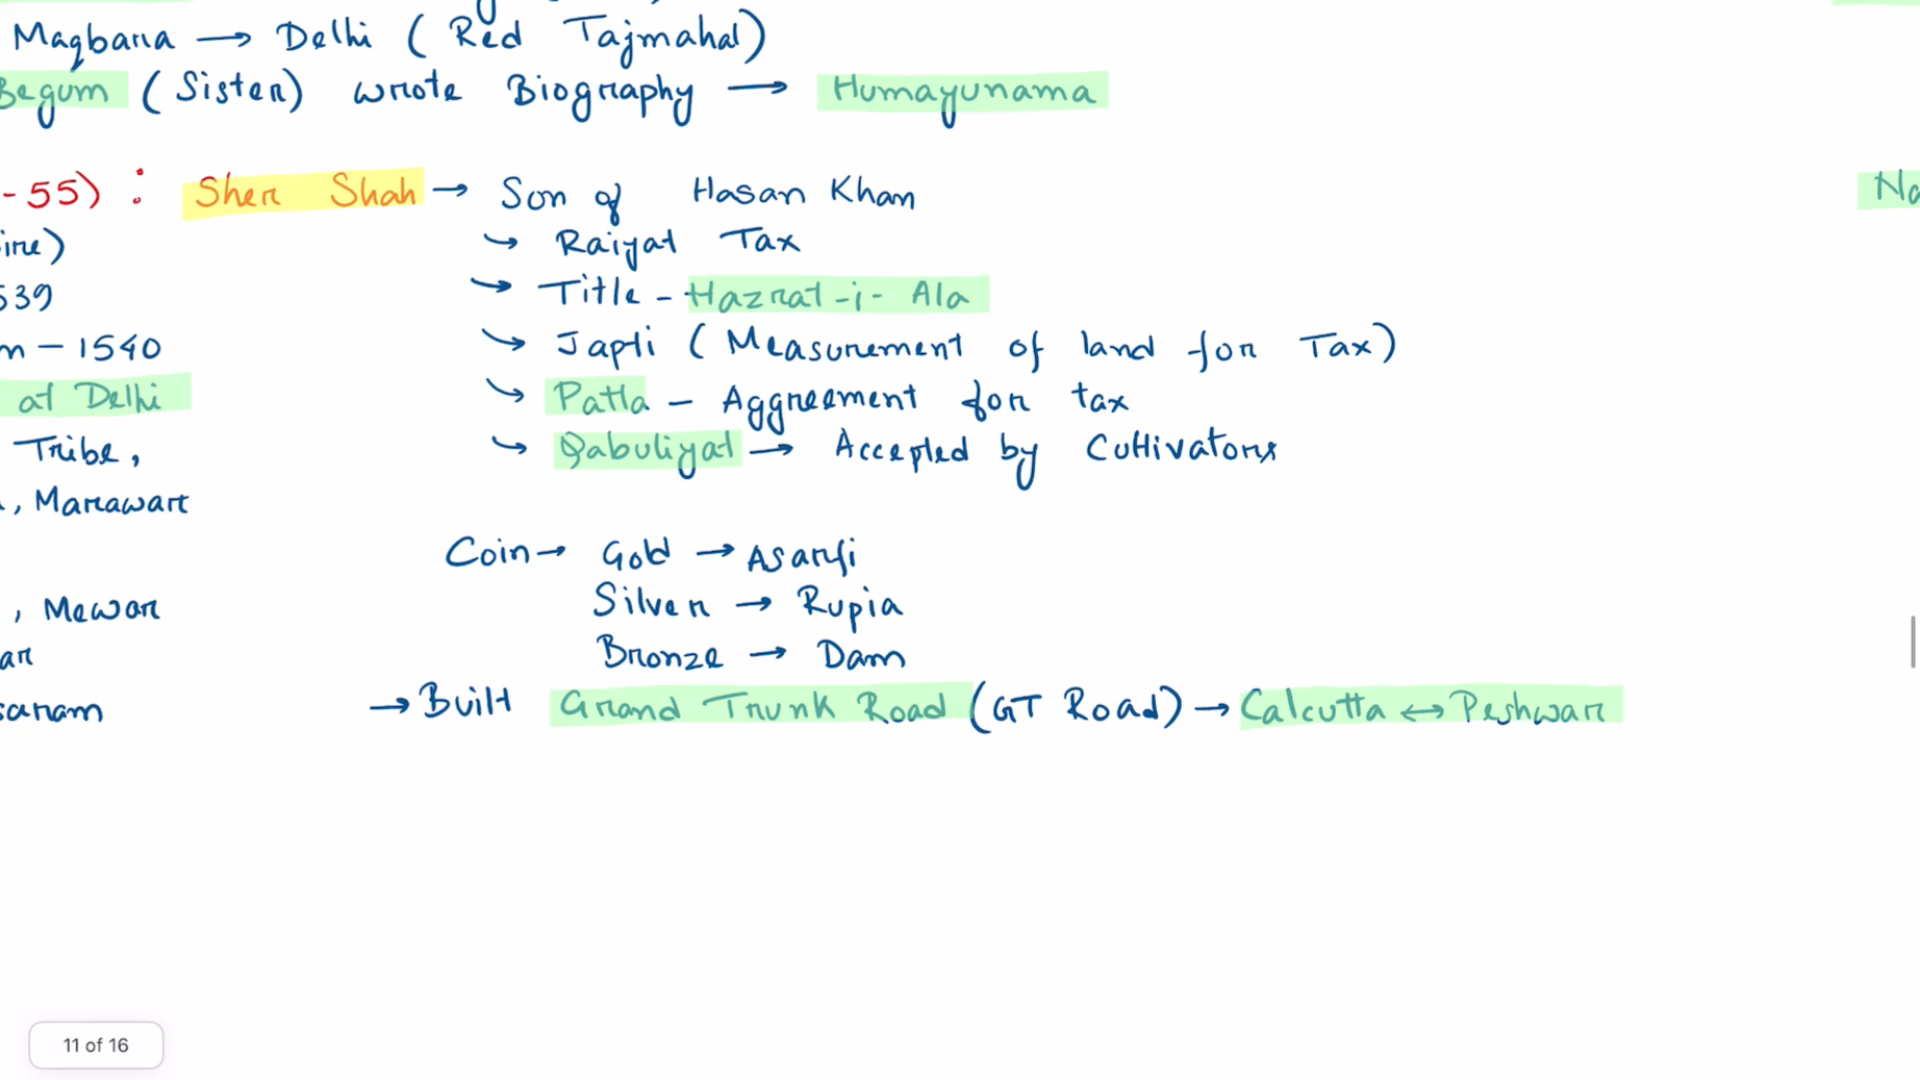 Maqbara → Delhi ( Red Tajmahal)
Begum ( Sister) wrote Biography → Humayunama
-55) : Sher Shah → Son of Hasan Khan
ire)
↳ Raiyat Tax
539
↳ Title - Hazrat-i- Ala
m - 1540
↳ Japti ( Measurement of land for Tax)
at Delhi
↳ Patta - Aggreement for tax
Tribe,
↳ Qabuliyat → Accepted by Cultivators
, Marawar
Coin → Gold → Asarfi
, Mewar
Silver → Rupia
ar
Bronze → Dam
saram
→ Built Grand Trunk Road (GT Road) → Calcutta ↔ Peshwar
Na
11 of 16